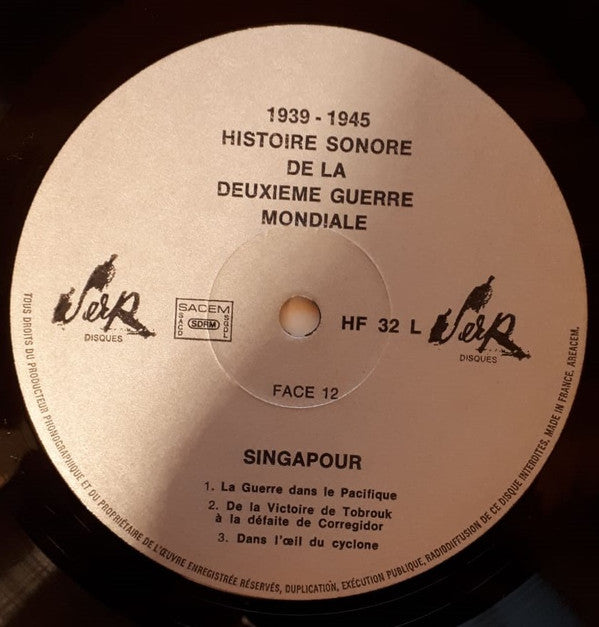 1939 - 1945
HISTOIRE SONORE
DE LA
DEUXIEME GUERRE
MONDIALE
Serp
DISQUES
SACEM
SACD
SDRM
SGDL
HF 32 L
Serp
DISQUES
FACE 12
SINGAPOUR
1. La Guerre dans le Pacifique
2. De la Victoire de Tobrouk
à la défaite de Corregidor
3. Dans l'œil du cyclone
TOUS DROITS DU PRODUCTEUR PHONOGRAPHIQUE ET DU PROPRIÉTAIRE DE L'ŒUVRE ENREGISTRÉE RÉSERVÉS, DUPLICATION, EXÉCUTION PUBLIQUE, RADIODIFFUSION DE CE DISQUE INTERDITES, MADE IN FRANCE, AREACEM.